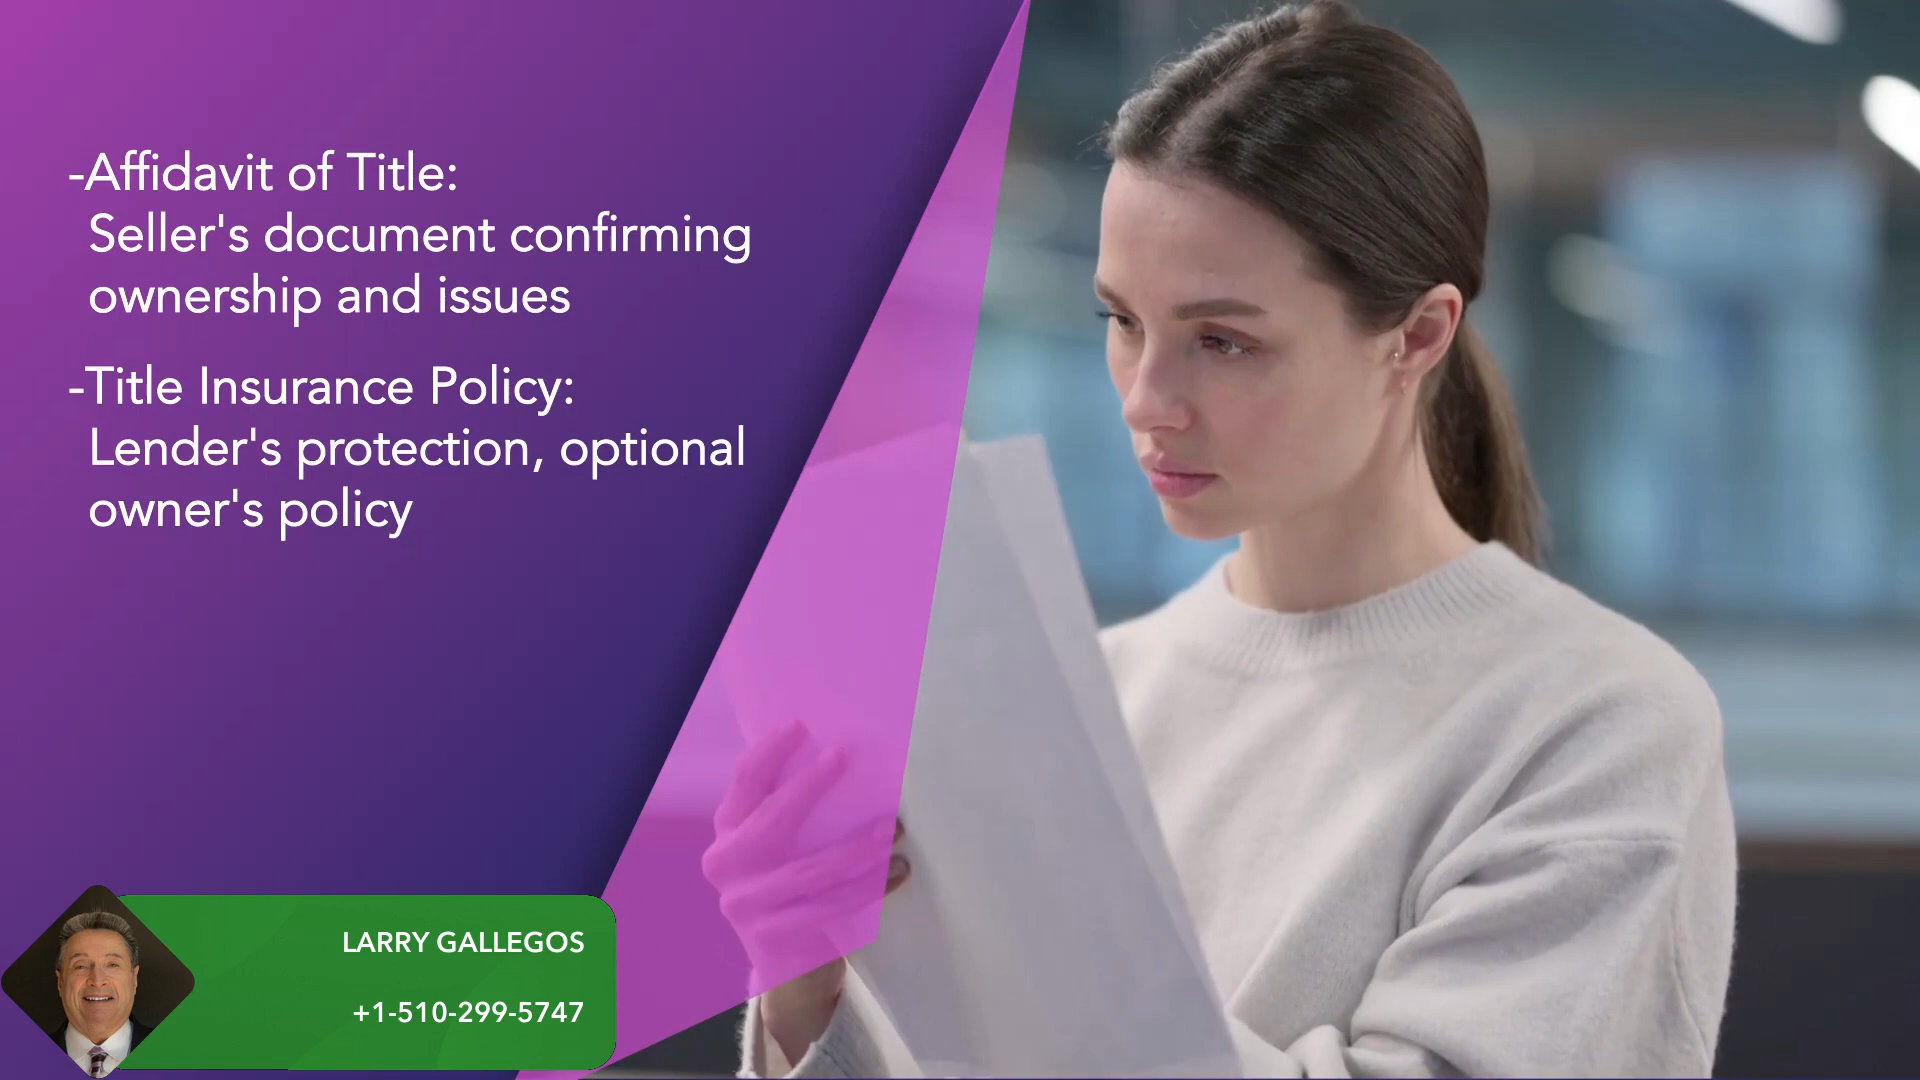 -Affidavit of Title:
Seller's document confirming
ownership and issues
-Title Insurance Policy:
Lender's protection, optional
owner's policy
LARRY GALLEGOS
+1-510-299-5747